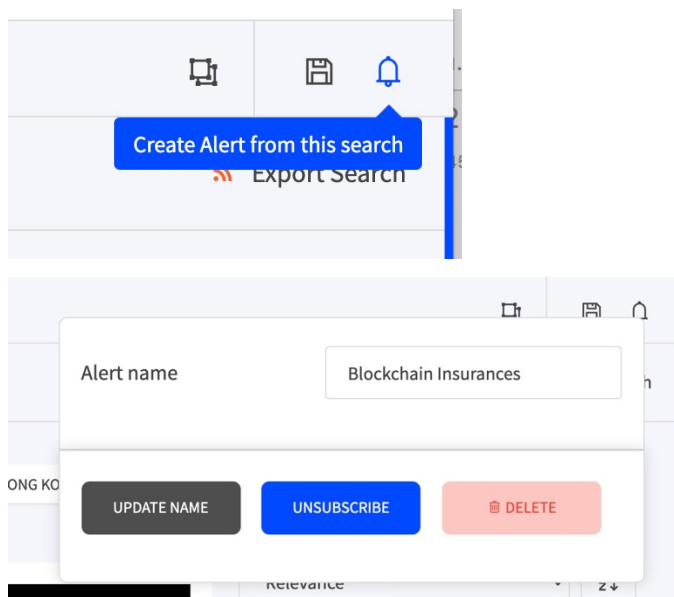 Create Alert from this search
Export Search
Alert name
Blockchain Insurances
ONG KO
UPDATE NAME
UNSUBSCRIBE
DELETE
Relevance